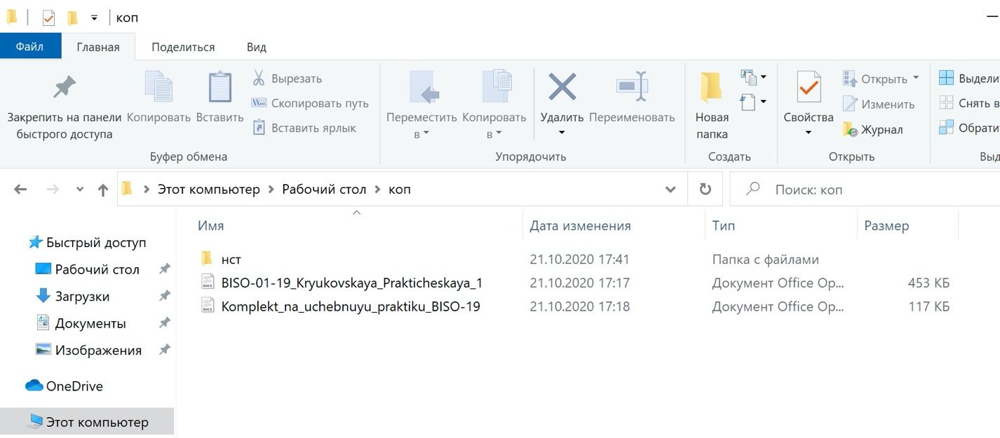 коп
Файл Главная Поделиться Вид
Закрепить на панели быстрого доступа
Копировать
Вставить
Вырезать
Скопировать путь
Вставить ярлык
Буфер обмена
Переместить в
Копировать в
Удалить
Переименовать
Упорядочить
Новая папка
Создать
Свойства
Открыть
Изменить
Журнал
Открыть
Выдели
Снять в
Обрати
Выд
Этот компьютер Рабочий стол коп
Поиск: коп
Имя Дата изменения Тип Размер
нст 21.10.2020 17:41 Папка с файлами
BISO-01-19_Kryukovskaya_Prakticheskaya_1 21.10.2020 17:17 Документ Office Op... 453 КБ
Komplekt_na_uchebnuyu_praktiku_BISO-19 21.10.2020 17:18 Документ Office Op... 117 КБ
Быстрый доступ
Рабочий стол
Загрузки
Документы
Изображения
OneDrive
Этот компьютер